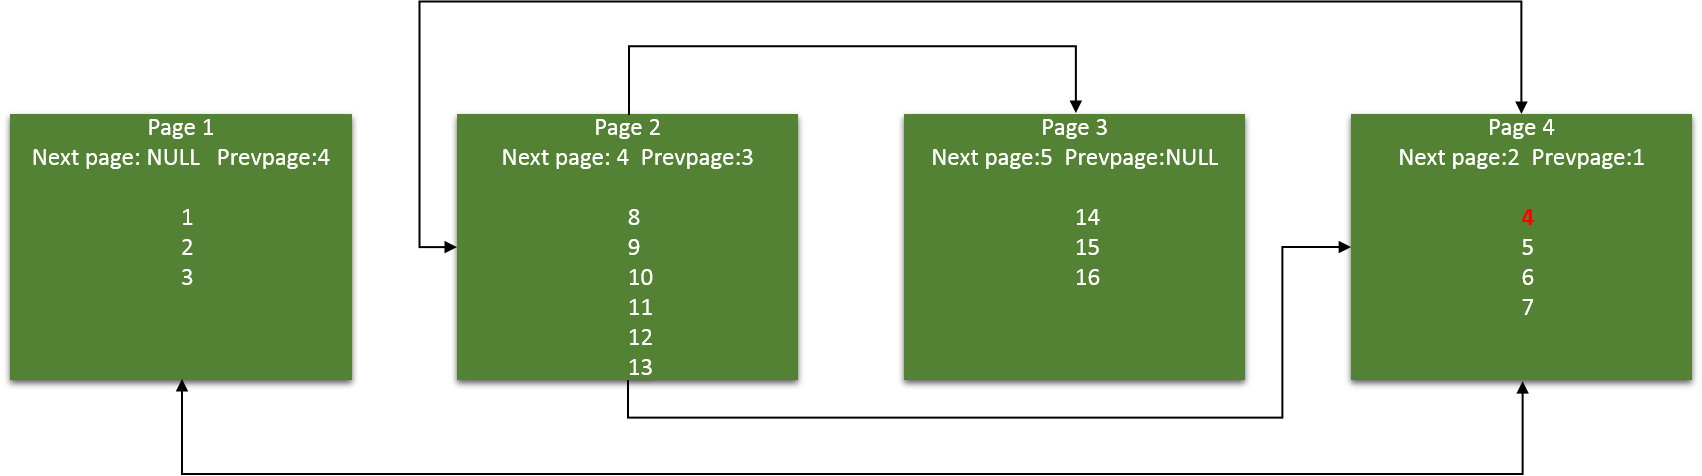 Page 1
Next page: NULL Prevpage:4
1
2
3
Page 2
Next page: 4 Prevpage:3
8
9
10
11
12
13
Page 3
Next page:5 Prevpage:NULL
14
15
16
Page 4
Next page:2 Prevpage:1
4
5
6
7